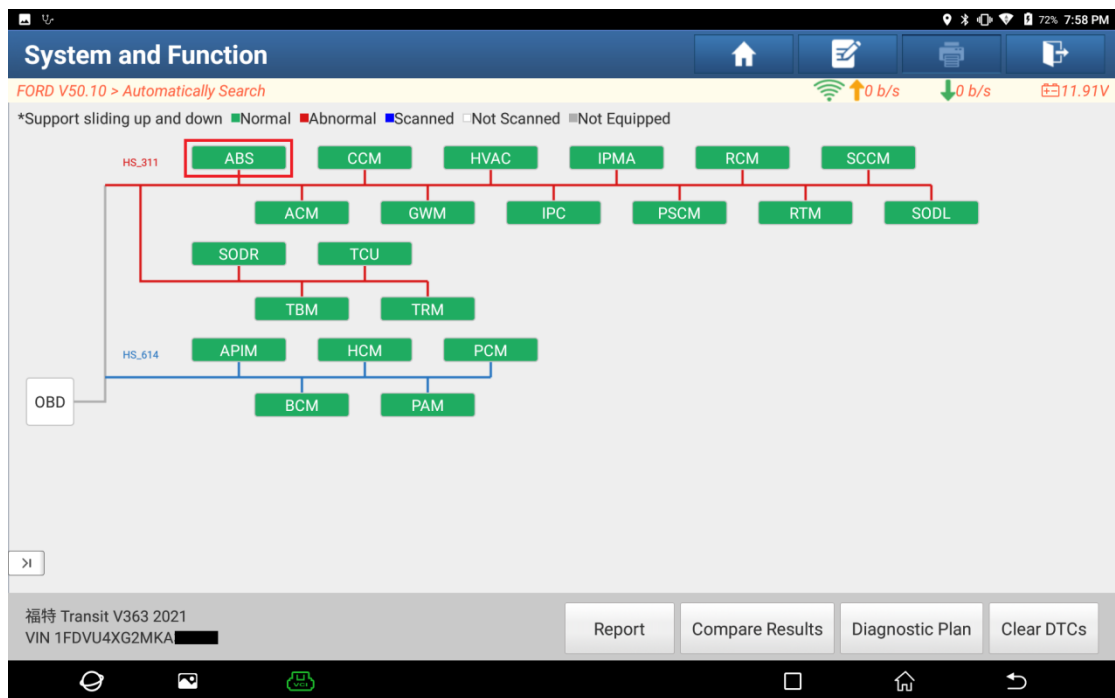 72% 7:58 PM
System and Function
FORD V50.10 > Automatically Search
0 b/s 0 b/s 11.91V
*Support sliding up and down Normal Abnormal Scanned Not Scanned Not Equipped
HS_311 ABS CCM HVAC IPMA RCM SCCM
ACM GWM IPC PSCM RTM SODL
SODR TCU
TBM TRM
HS_614 APIM HCM PCM
OBD BCM PAM
福特 Transit V363 2021
VIN 1FDVU4XG2MKA
Report Compare Results Diagnostic Plan Clear DTCs
VCI